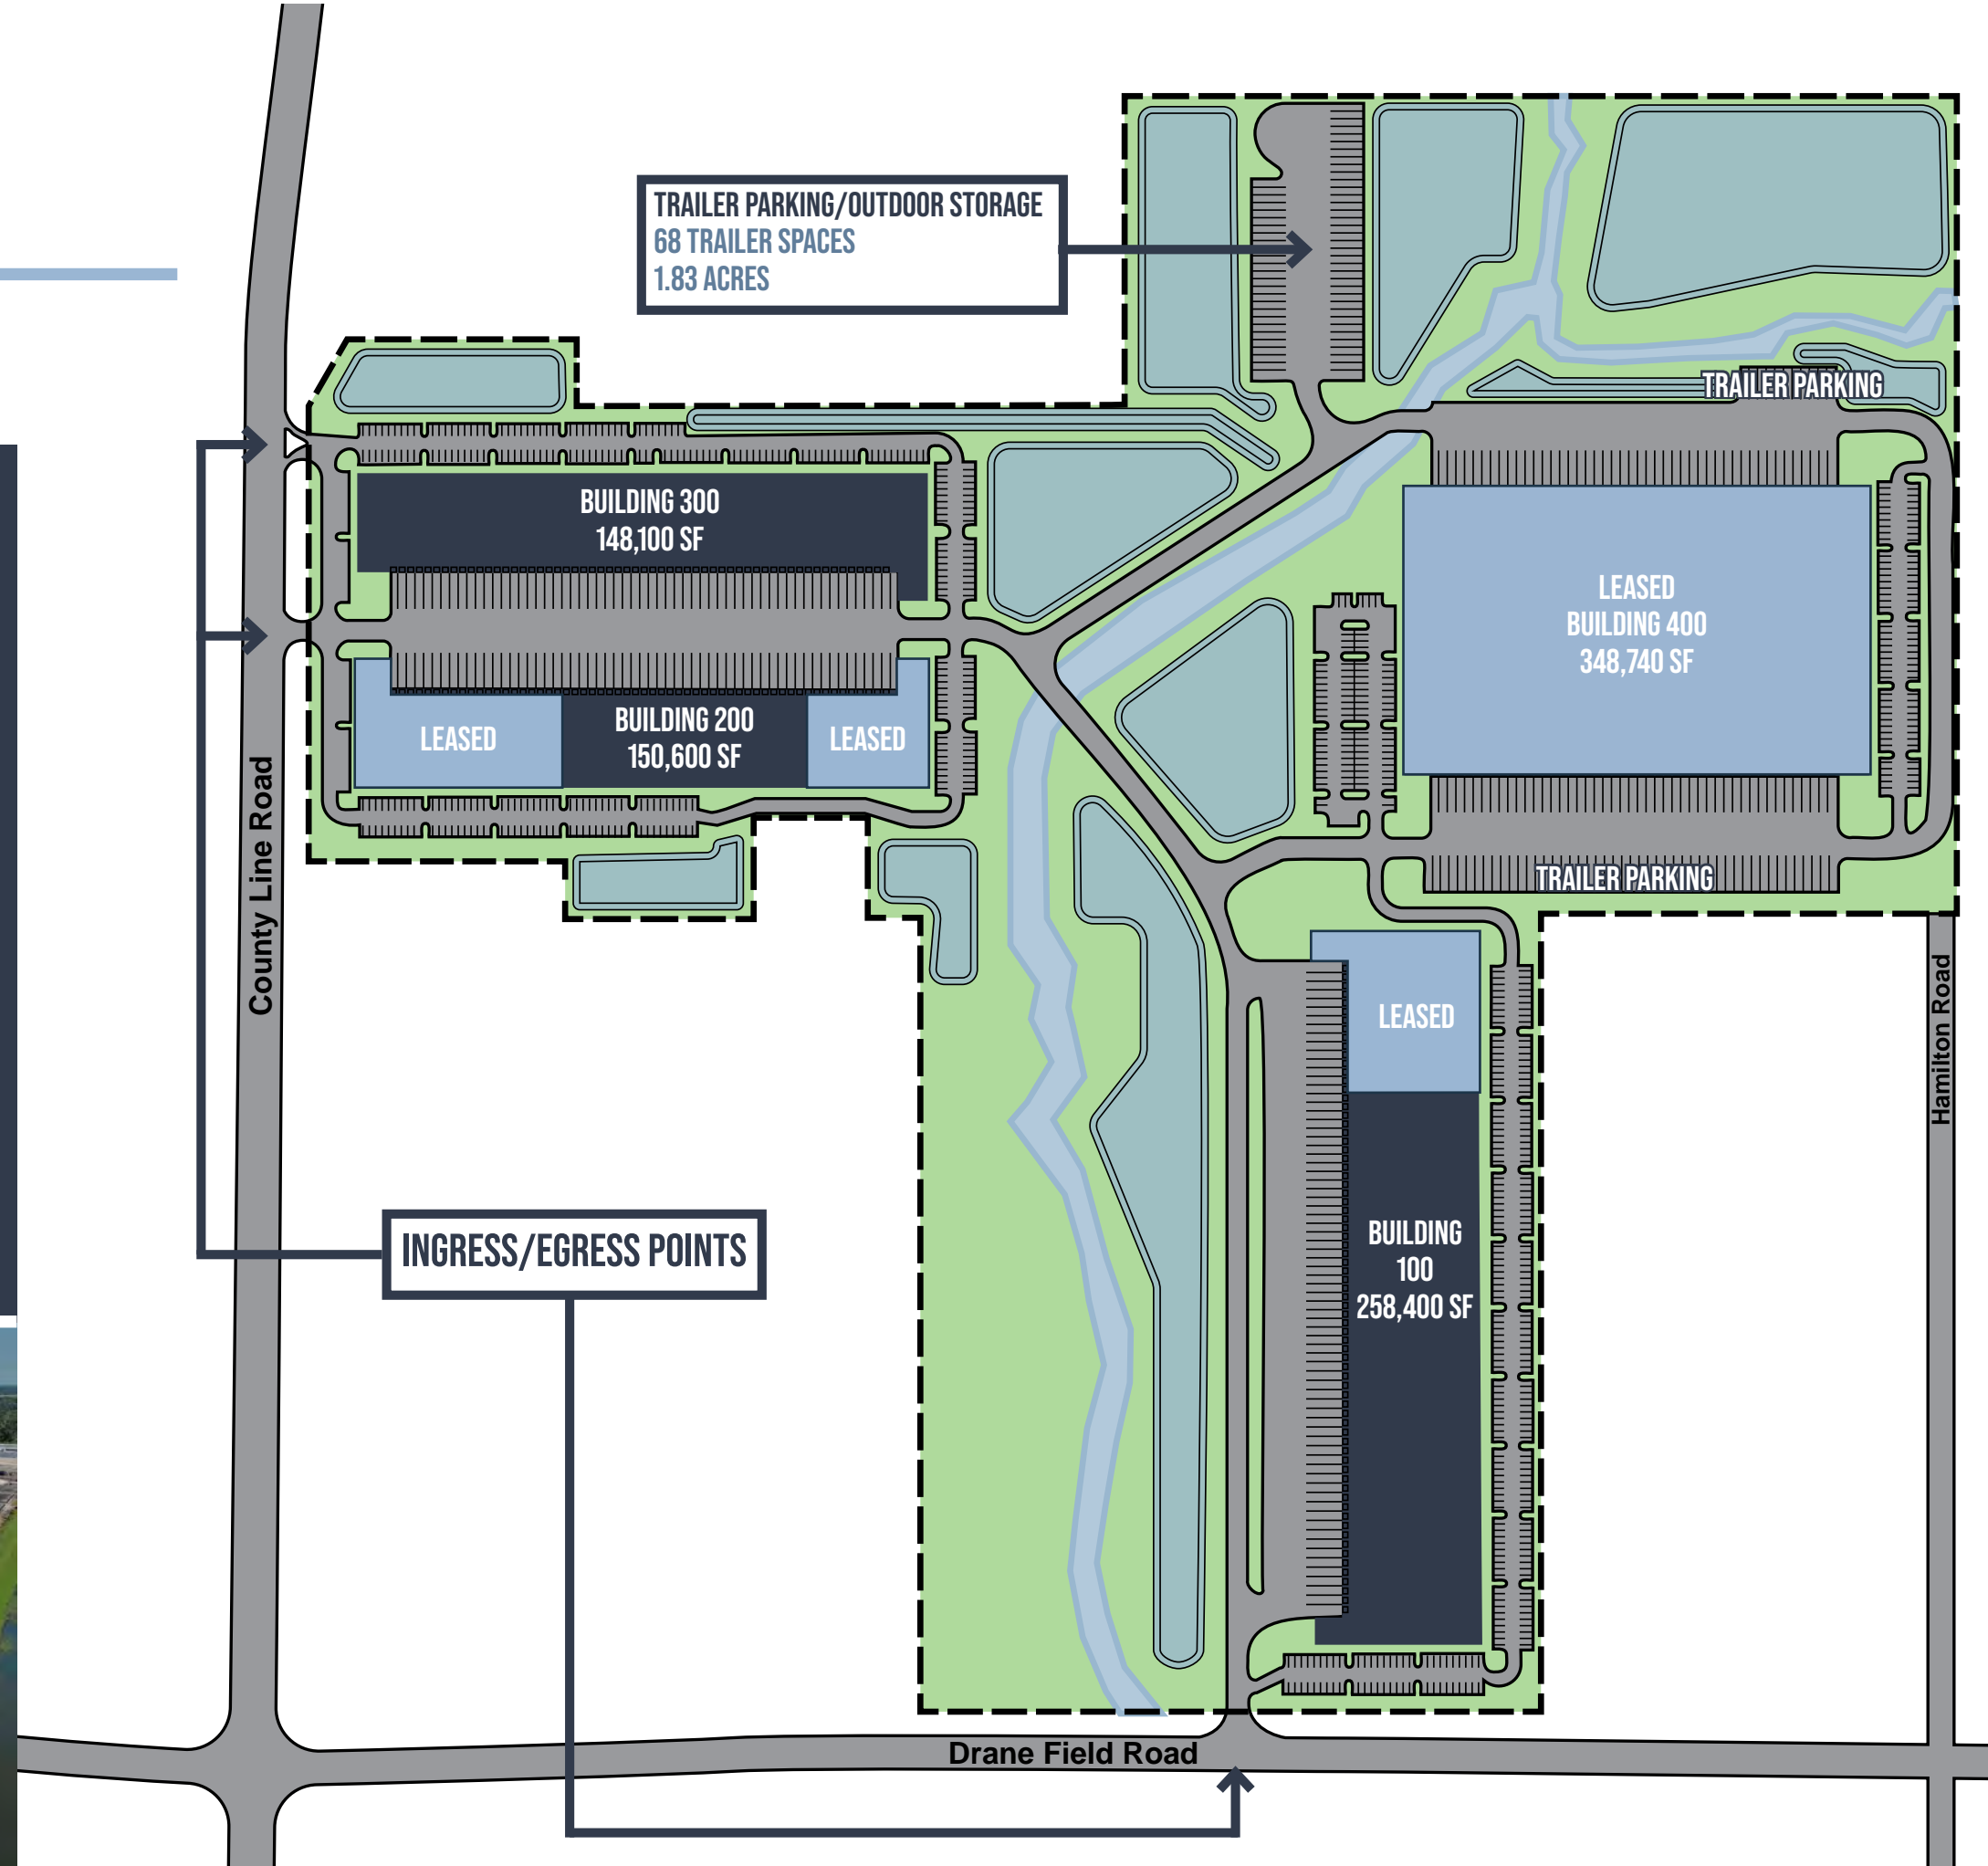 TRAILER PARKING/OUTDOOR STORAGE
68 TRAILER SPACES
1.83 ACRES
TRAILER PARKING
BUILDING 300
148,100 SF
LEASED
BUILDING 400
348,740 SF
LEASED
BUILDING 200
150,600 SF
LEASED
County Line Road
TRAILER PARKING
Hamilton Road
LEASED
INGRESS/EGRESS POINTS
BUILDING
100
258,400 SF
Drane Field Road